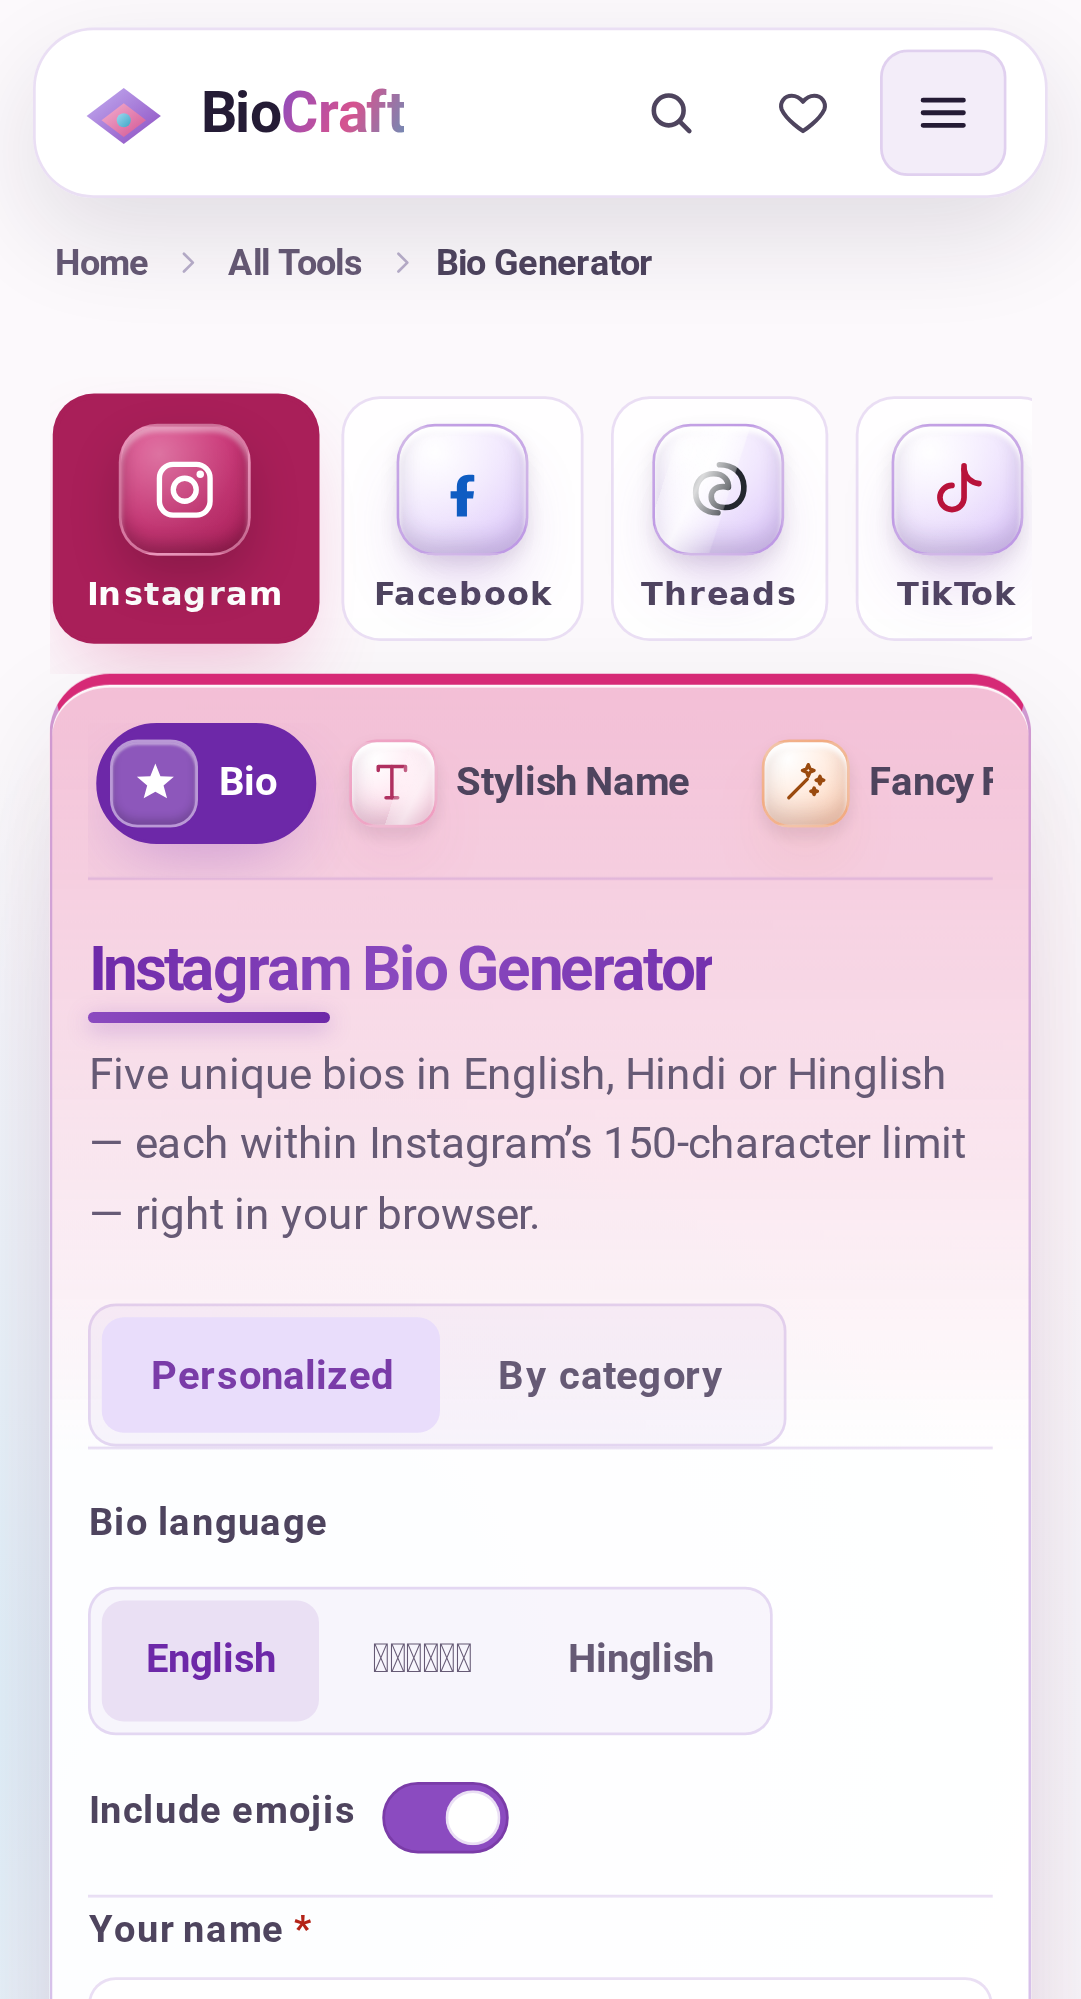 BioCraft
Home > All Tools > Bio Generator
Instagram Facebook Threads TikTok
Bio Stylish Name Fancy
Instagram Bio Generator
Five unique bios in English, Hindi or Hinglish
— each within Instagram’s 150-character limit
— right in your browser.
Personalized By category
Bio language
English Hinglish
Include emojis
Your name *